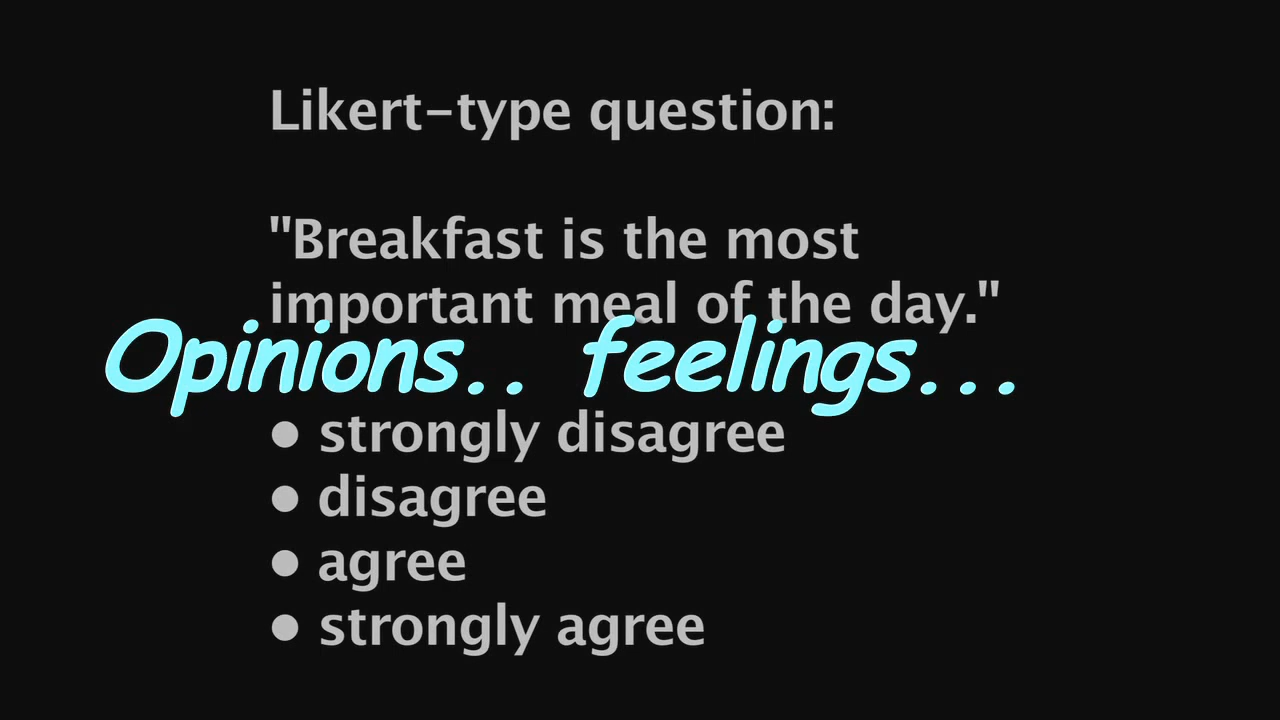 Likert-type question:
"Breakfast is the most
important meal of the day."
Opinions.. feelings...
● strongly disagree
● disagree
● agree
● strongly agree